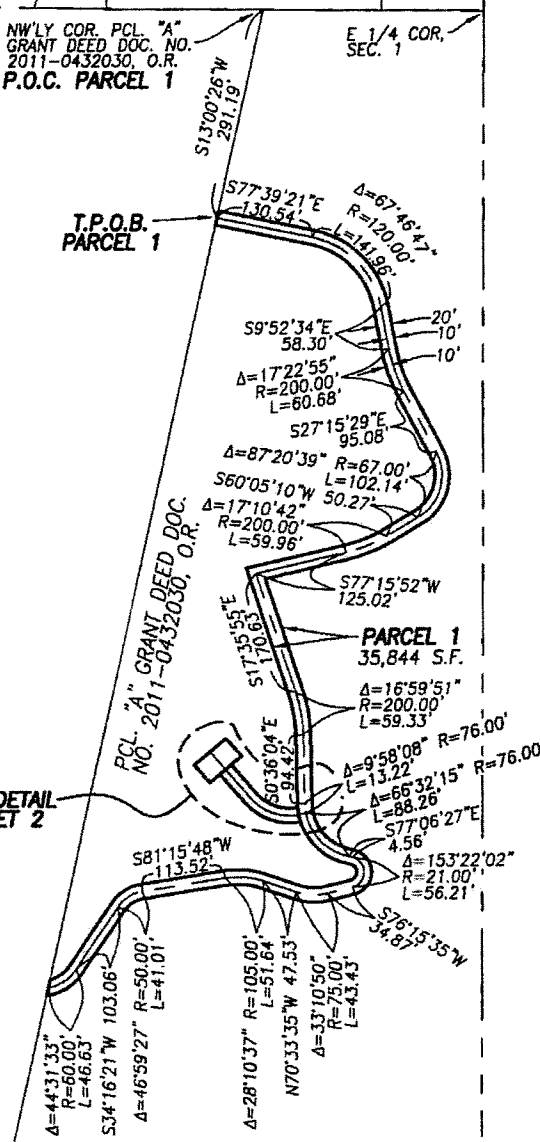 NW'LY COR. PCL. "A"
GRANT DEED DOC. NO.
2011-0432030, O.R.
P.O.C. PARCEL 1
E 1/4 COR,
SEC. 1
S13°00'26"W
291.19'
T.P.O.B.
PARCEL 1
S77°39'21"E
130.54'
Δ=67°46'47"
R=120.00'
L=141.96'
S9°52'34"E
58.30'
20'
10'
10'
Δ=17°22'55"
R=200.00'
L=60.68'
S27°15'29"E
95.08'
Δ=87°20'39" R=67.00'
L=102.14'
S60°05'10"W 50.27'
Δ=17°10'42"
R=200.00'
L=59.96'
S77°15'52"W
125.02'
PCL. "A" GRANT DEED DOC.
NO. 2011-0432030, O.R.
S17°35'55"E
170.63'
PARCEL 1
35,844 S.F.
Δ=16°59'51"
R=200.00'
L=59.33'
S0°36'04"E
94.42'
Δ=9°58'08" R=76.00'
L=13.22'
Δ=66°32'15" R=76.00
L=88.26'
S77°06'27"E
4.56'
DETAIL
ET 2
Δ=153°22'02"
R=21.00'
L=56.21'
S81°15'48"W
113.52'
S76°15'35"W
34.87'
Δ=44°31'33"
R=60.00'
L=46.63'
S34°16'21"W 103.06'
Δ=46°59'27" R=50.00'
L=41.01'
Δ=28°10'37" R=105.00'
L=51.64'
N70°33'35"W 47.53'
Δ=33°10'50"
R=75.00'
L=43.43'